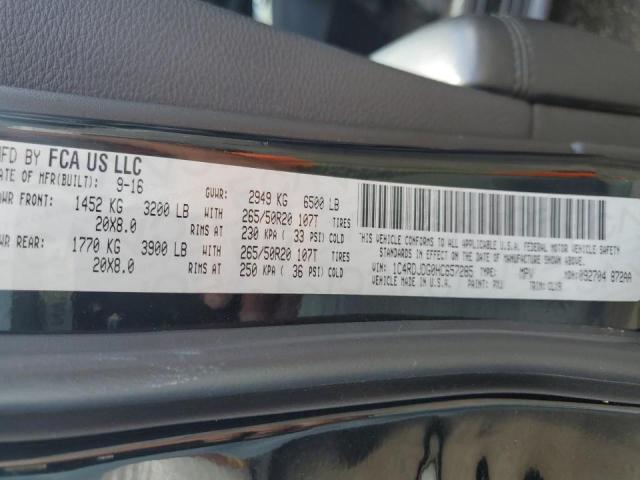 MFD BY FCA US LLC
DATE OF MFR(BUILT): 9-16 GVWR: 2949 KG 6500 LB
GAWR FRONT: 1452 KG 3200 LB WITH 265/50R20 107T TIRES
20X8.0 RIMS AT 230 KPA ( 33 PSI) COLD
GAWR REAR: 1770 KG 3900 LB WITH 265/50R20 107T TIRES
20X8.0 RIMS AT 250 KPA ( 36 PSI) COLD
THIS VEHICLE CONFORMS TO ALL APPLICABLE U.S.A. FEDERAL MOTOR VEHICLE SAFETY
STANDARDS IN EFFECT ON THE DATE OF MANUFACTURE SHOWN ABOVE.
VIN: 1C4RDJDG0HC657285 TYPE: MPV MDH: 092704 872AA
VEHICLE MADE IN U.S.A. PAINT: PXJ TRIM: